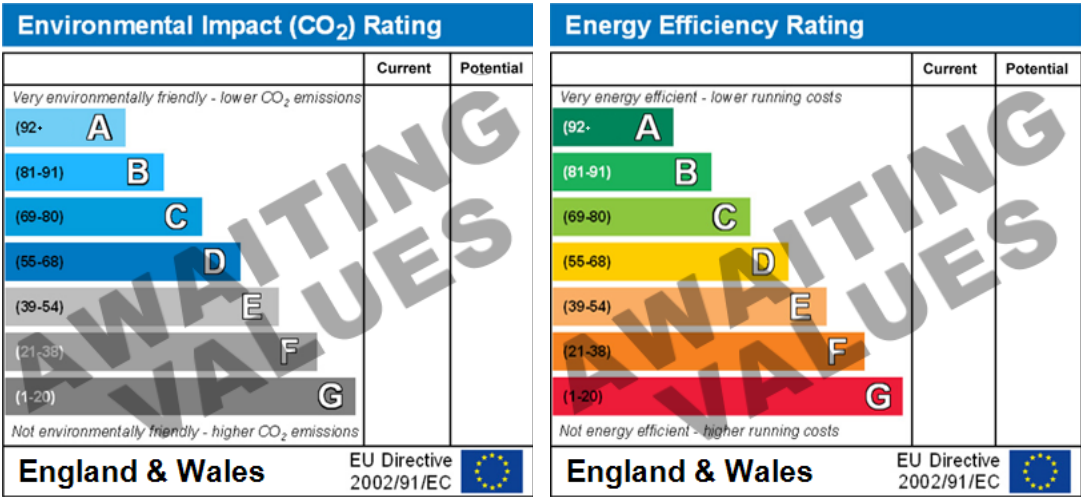 Environmental Impact (CO₂) Rating
Current Potential
Very environmentally friendly - lower CO₂ emissions
(92+ A
(81-91) B
(69-80) C
(55-68) D
(39-54) E
(21-38) F
(1-20) G
Not environmentally friendly - higher CO₂ emissions
England & Wales
EU Directive
2002/91/EC
AWAITING
VALUES
Energy Efficiency Rating
Current Potential
Very energy efficient - lower running costs
(92+ A
(81-91) B
(69-80) C
(55-68) D
(39-54) E
(21-38) F
(1-20) G
Not energy efficient - higher running costs
England & Wales
EU Directive
2002/91/EC
AWAITING
VALUES